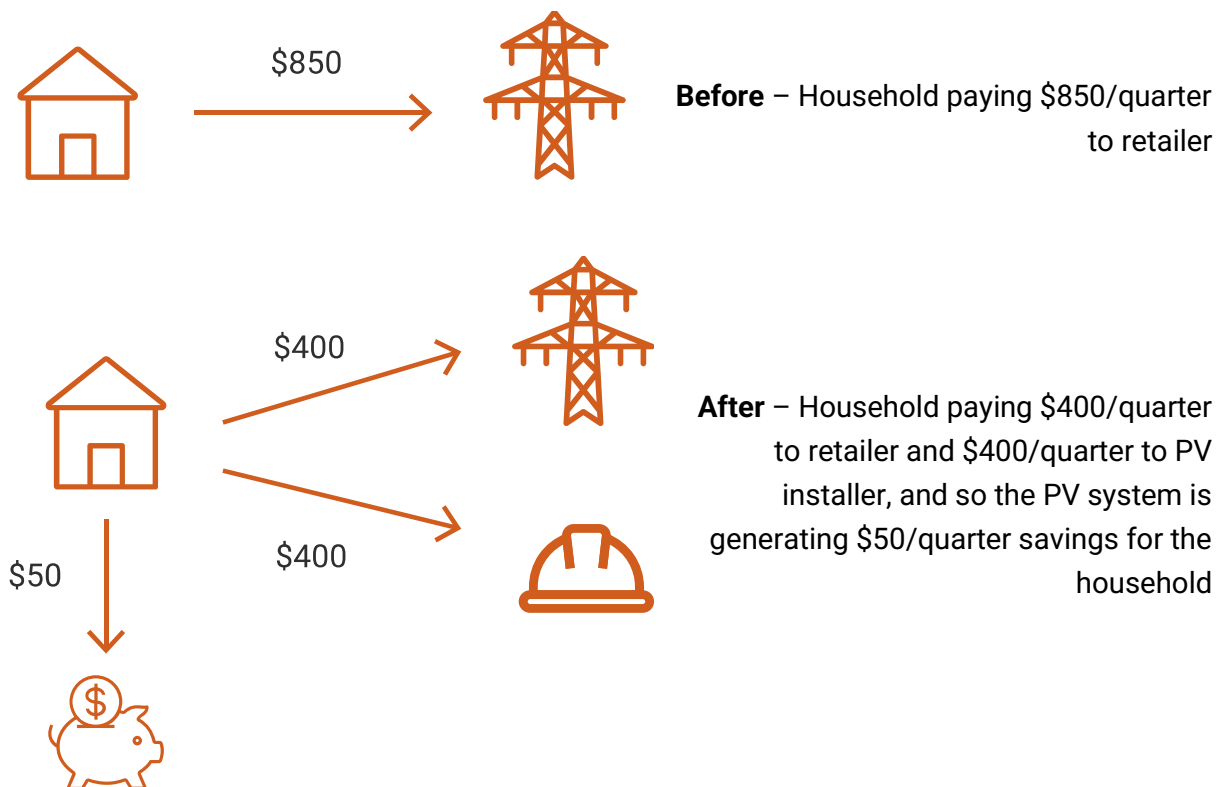 $850
Before – Household paying $850/quarter
to retailer
$400
After – Household paying $400/quarter
to retailer and $400/quarter to PV
installer, and so the PV system is
generating $50/quarter savings for the
household
$400
$50
$